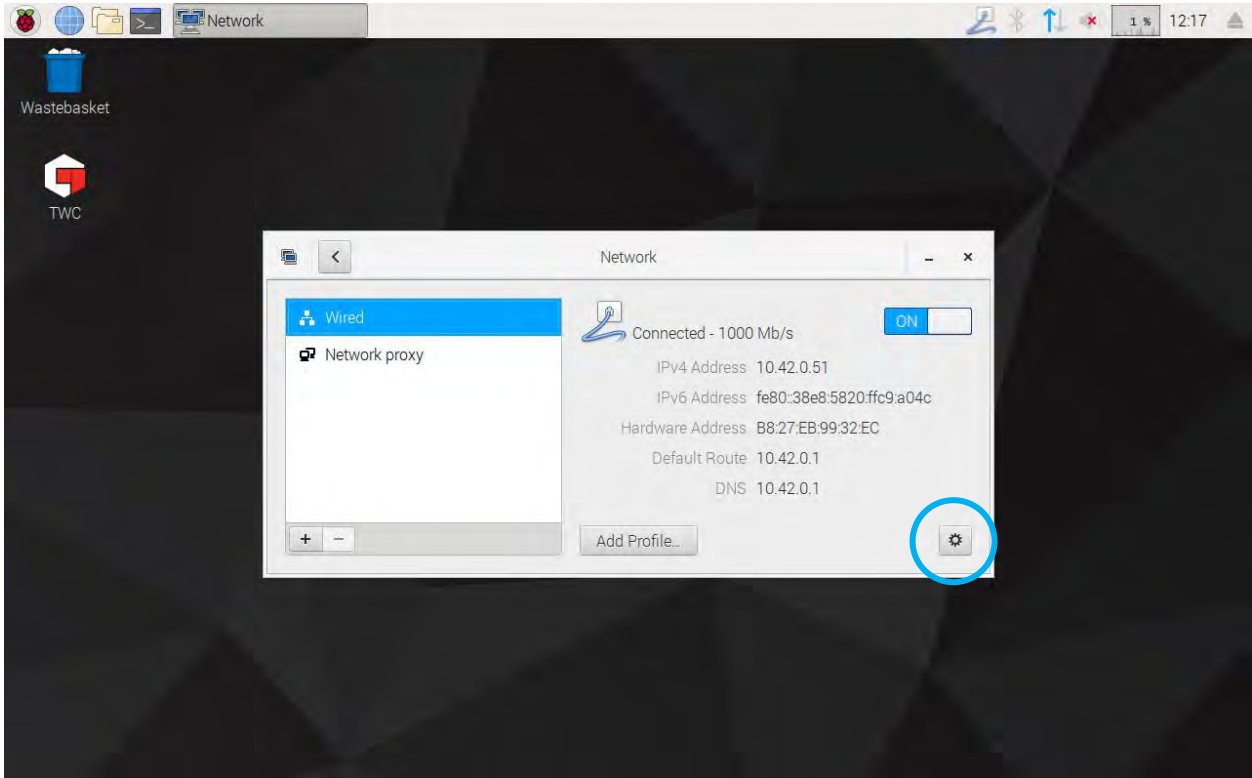 Network
1 %
12:17
Wastebasket
TWC
Network
Wired
Network proxy
Connected - 1000 Mb/s
ON
IPv4 Address 10.42.0.51
IPv6 Address fe80::38e8:5820:ffc9:a04c
Hardware Address B8:27:EB:99:32:EC
Default Route 10.42.0.1
DNS 10.42.0.1
Add Profile...